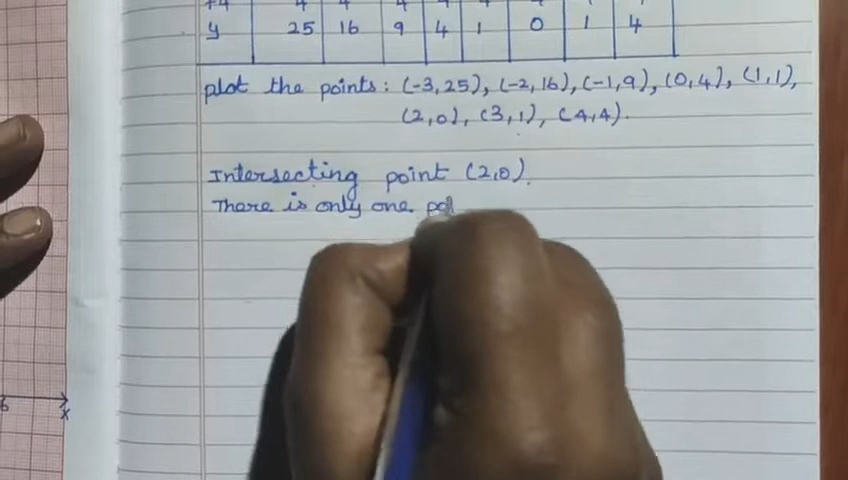 y 25 16 9 4 1 0 1 4
plot the points: (-3,25), (-2,16), (-1,9), (0,4), (1,1),
(2,0), (3,1), (4,4).
Intersecting point (2,0).
There is only one
x